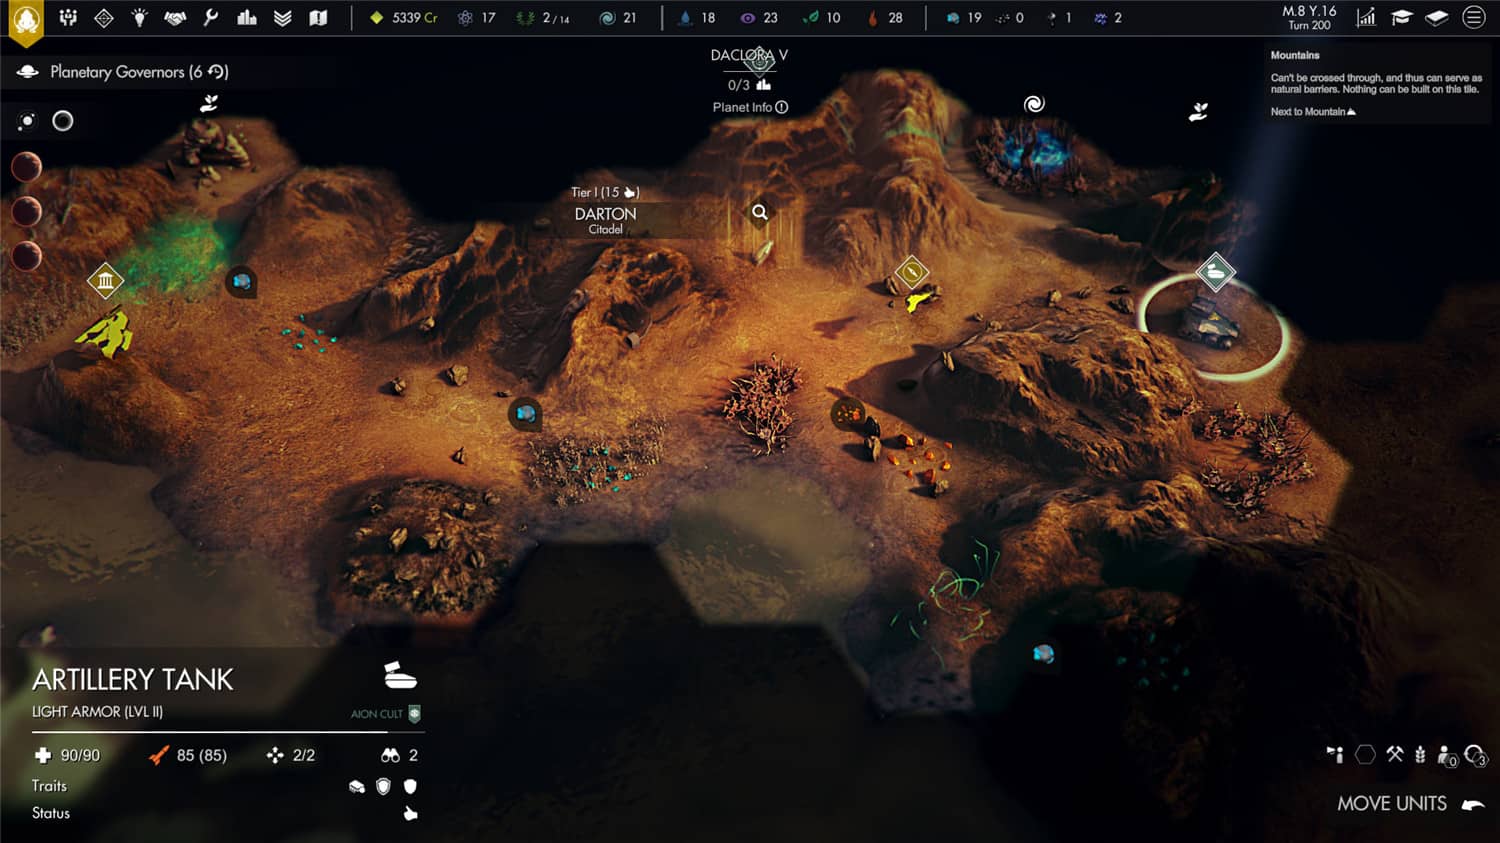 5339 Cr 17 2/14 21 18 23 10 28 19 0 1 2
M.8 Y.16
Turn 200
Planetary Governors (6 )
DACLORA V
0/3
Planet Info
Mountains
Can't be crossed through, and thus can serve as
natural barriers. Nothing can be built on this tile.
Next to Mountain
Tier I (15 )
DARTON
Citadel
ARTILLERY TANK
LIGHT ARMOR (LVL II)
AION CULT
90/90 85 (85) 2/2 2
Traits
Status
0 3
MOVE UNITS